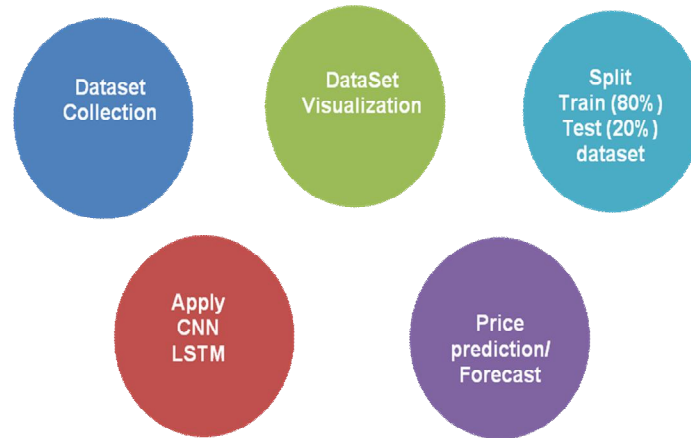 Dataset
Collection
DataSet
Visualization
Split
Train (80%)
Test (20%)
dataset
Apply
CNN
LSTM
Price
prediction/
Forecast